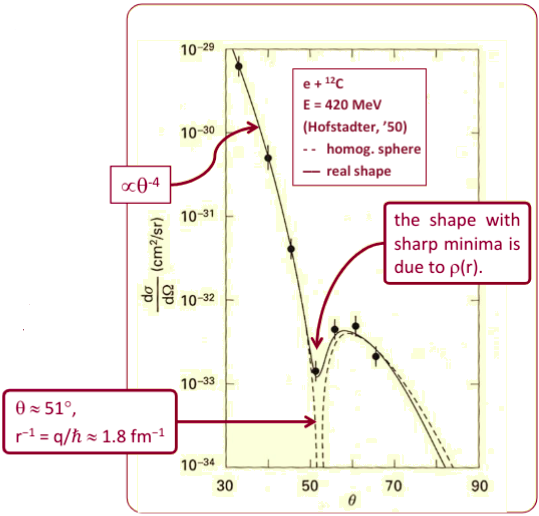 10⁻²⁹
e + ¹²C
E = 420 MeV
(Hofstadter, '50)
-- homog. sphere
— real shape
10⁻³⁰
∝θ⁻⁴
10⁻³¹
the shape with
sharp minima is
due to ρ(r).
dσ/dΩ (cm²/sr)
10⁻³²
10⁻³³
θ ≈ 51°,
r⁻¹ = q/ℏ ≈ 1.8 fm⁻¹
10⁻³⁴
30 50 70 90
θ